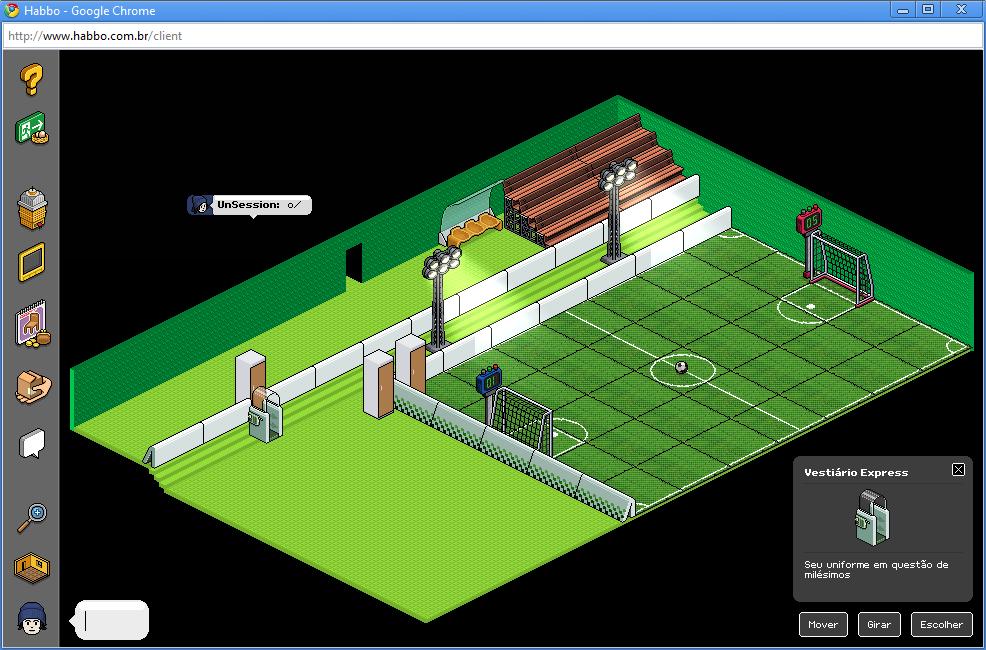 Habbo - Google Chrome
http://www.habbo.com.br/client
UnSession: o/
05
01
Vestiário Express
Seu uniforme em questão de
milésimos
Mover
Girar
Escolher